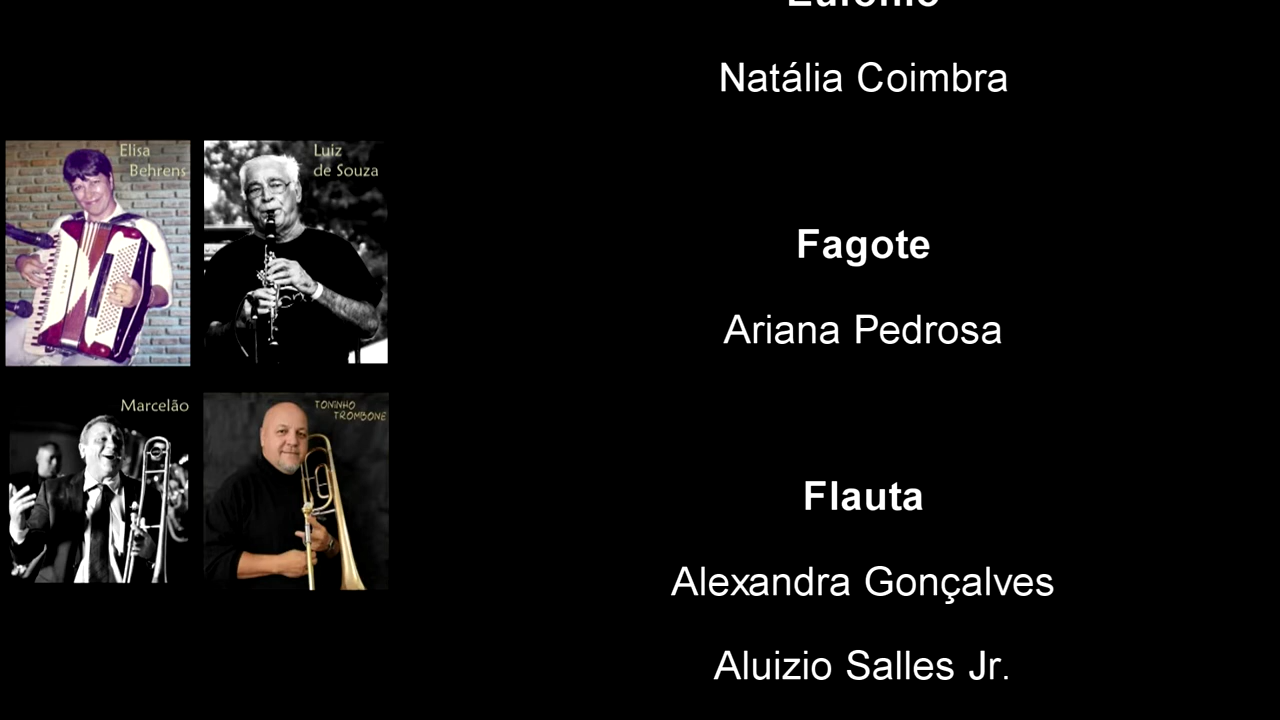 Natália Coimbra
Elisa
Behrens
Luiz
de Souza
Fagote
Ariana Pedrosa
Marcelão
TONINHO
TROMBONE
Flauta
Alexandra Gonçalves
Aluizio Salles Jr.